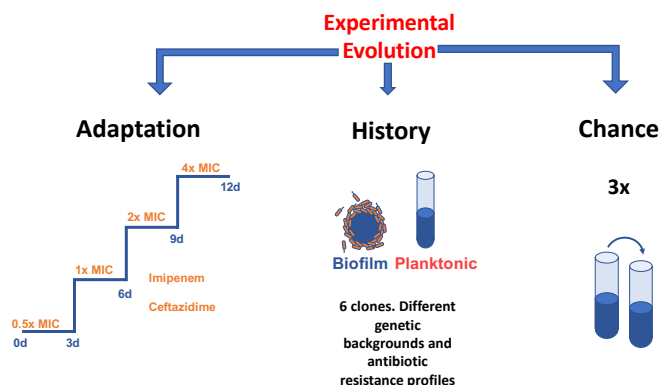 Experimental
Evolution
Adaptation
History
Chance
4x MIC
12d
2x MIC
9d
1x MIC
6d
Imipenem
Ceftazidime
0.5x MIC
0d
3d
Biofilm
Planktonic
6 clones. Different
genetic
backgrounds and
antibiotic
resistance profiles
3x